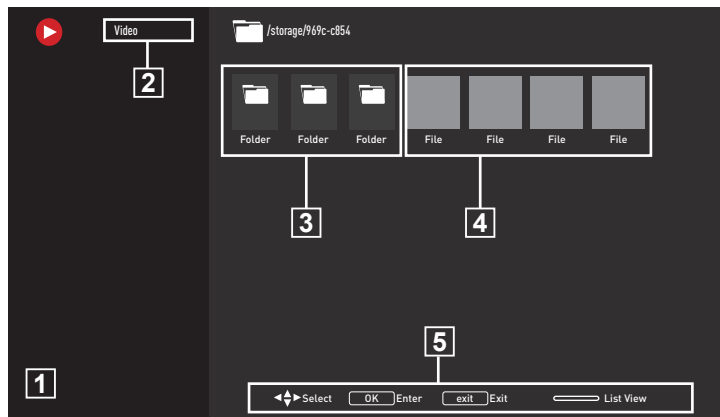 Video
/storage/969c-c854
2
Folder Folder Folder File File File File
3 4
5
1
Select OK Enter exit Exit List View